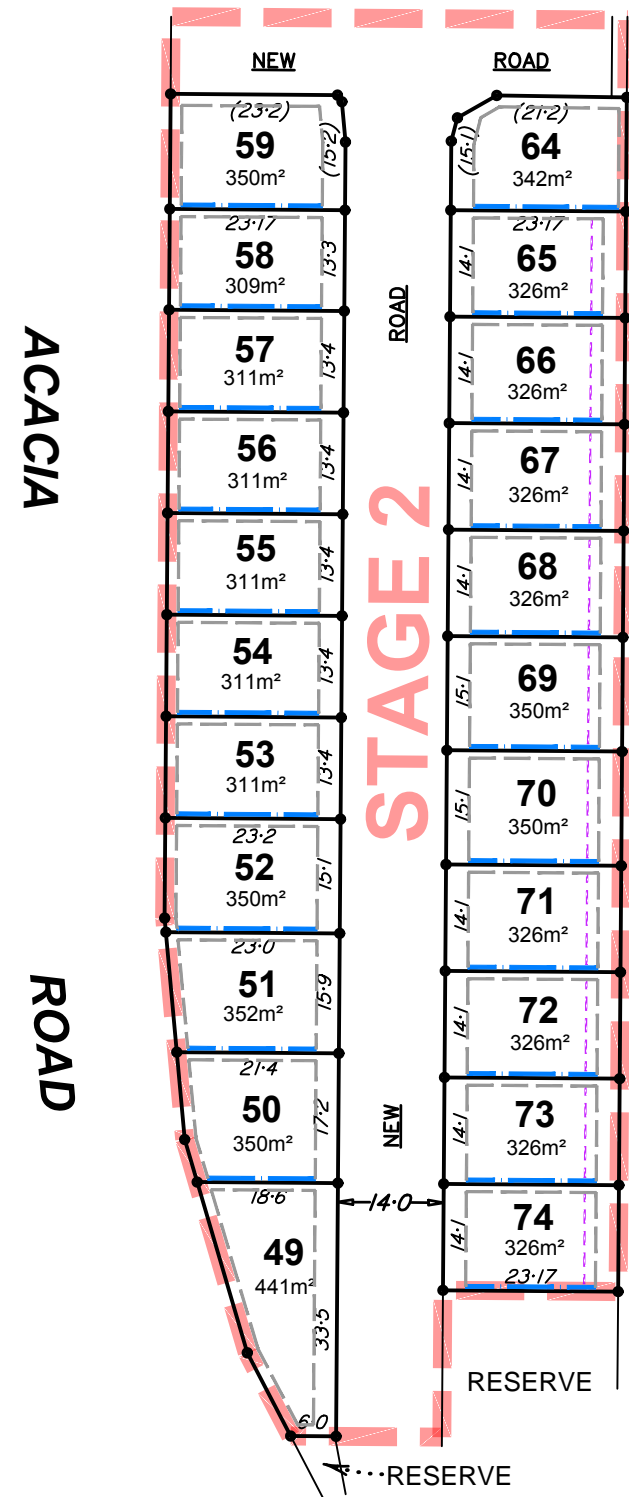 NEW
ROAD
(23·2)
59
350m²
(15·2)
(21·2)
64
342m²
(15·1)
23·17
58
309m²
13·3
23·17
65
326m²
14·1
57
311m²
13·4
ROAD
66
326m²
14·1
56
311m²
13·4
67
326m²
14·1
55
311m²
13·4
68
326m²
14·1
54
311m²
13·4
69
350m²
15·1
53
311m²
13·4
70
350m²
15·1
23·2
52
350m²
15·1
71
326m²
14·1
23·0
51
352m²
15·9
72
326m²
14·1
21·4
50
350m²
17·2
NEW
73
326m²
14·1
18·6
49
441m²
33·5
6·0
14·0
74
326m²
14·1
23·17
ACACIA
ROAD
STAGE 2
RESERVE
RESERVE